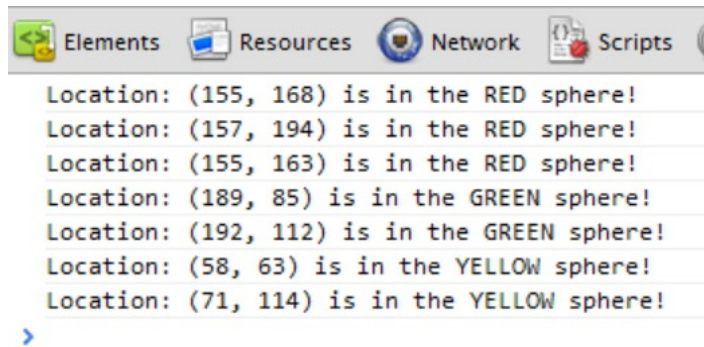 Elements Resources Network Scripts
Location: (155, 168) is in the RED sphere!
Location: (157, 194) is in the RED sphere!
Location: (155, 163) is in the RED sphere!
Location: (189, 85) is in the GREEN sphere!
Location: (192, 112) is in the GREEN sphere!
Location: (58, 63) is in the YELLOW sphere!
Location: (71, 114) is in the YELLOW sphere!
>